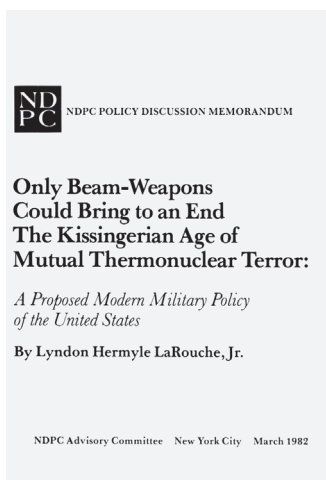 ND
PC
NDPC POLICY DISCUSSION MEMORANDUM
Only Beam-Weapons
Could Bring to an End
The Kissingerian Age of
Mutual Thermonuclear Terror:
A Proposed Modern Military Policy
of the United States
By Lyndon Hermyle LaRouche, Jr.
NDPC Advisory Committee New York City March 1982